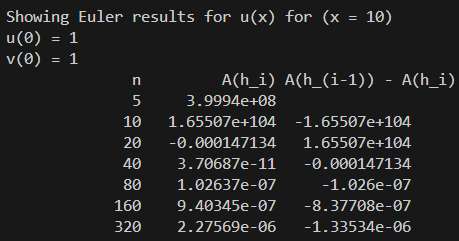 Showing Euler results for u(x) for (x = 10)
u(0) = 1
v(0) = 1
n A(h_i) A(h_(i-1)) - A(h_i)
5 3.9994e+08
10 1.65507e+104 -1.65507e+104
20 -0.000147134 1.65507e+104
40 3.70687e-11 -0.000147134
80 1.02637e-07 -1.026e-07
160 9.40345e-07 -8.37708e-07
320 2.27569e-06 -1.33534e-06